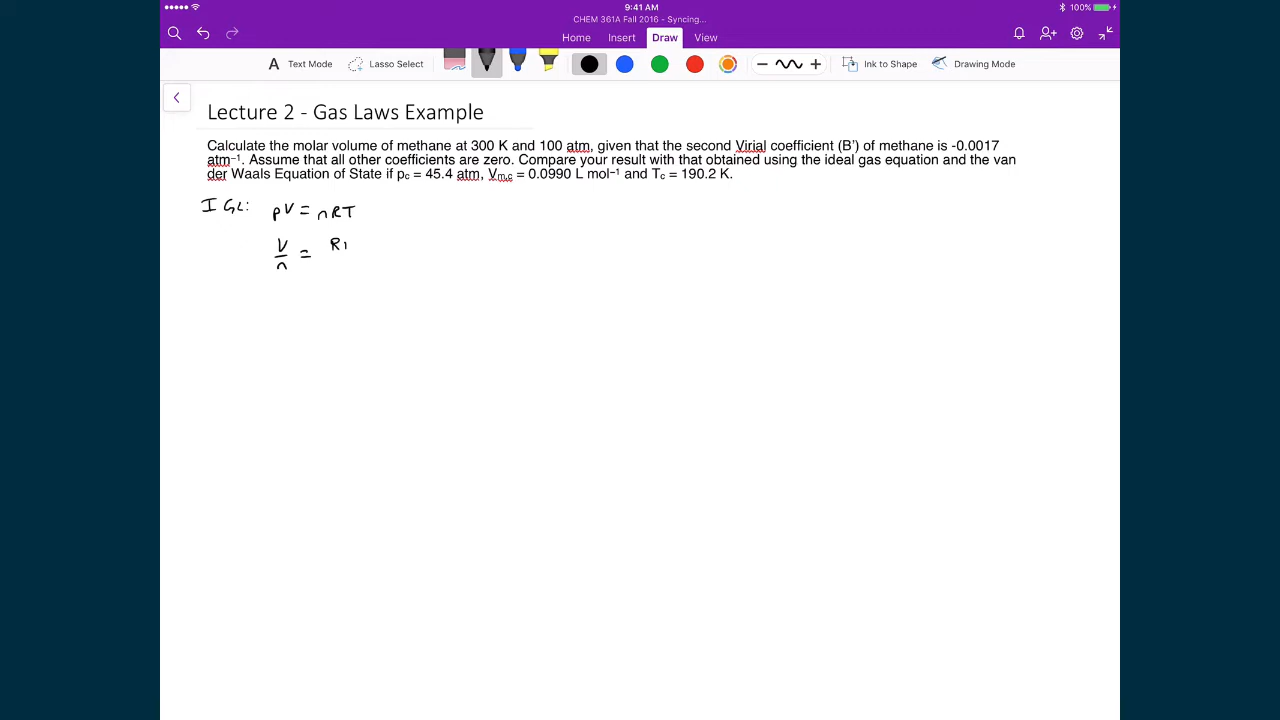 9:41 AM
100%
CHEM 361A Fall 2016 - Syncing...
Home Insert Draw View
A Text Mode Lasso Select Ink to Shape Drawing Mode
Lecture 2 - Gas Laws Example
Calculate the molar volume of methane at 300 K and 100 atm, given that the second Virial coefficient (B') of methane is -0.0017
atm⁻¹. Assume that all other coefficients are zero. Compare your result with that obtained using the ideal gas equation and the van
der Waals Equation of State if pc = 45.4 atm, Vm,c = 0.0990 L mol⁻¹ and Tc = 190.2 K.
IGL: pV = nRT
V/n = R